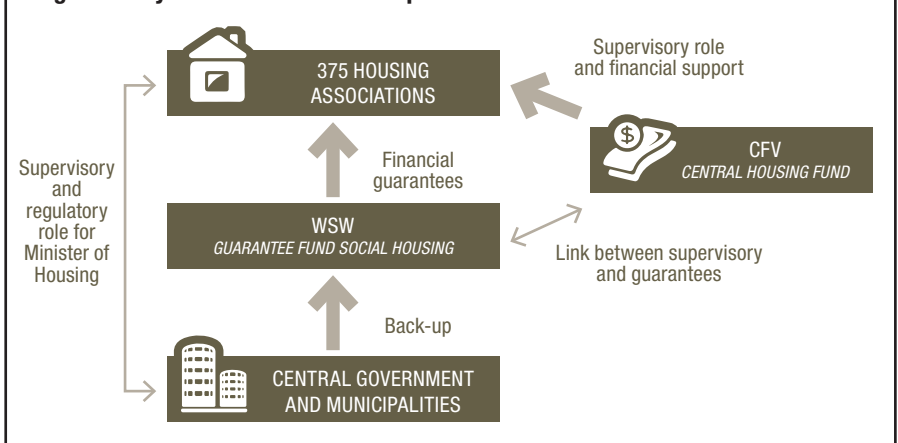 375 HOUSING
ASSOCIATIONS
Supervisory role
and financial support
$
CFV
CENTRAL HOUSING FUND
Financial
guarantees
Supervisory
and
regulatory
role for
Minister of
Housing
WSW
GUARANTEE FUND SOCIAL HOUSING
Link between supervisory
and guarantees
Back-up
CENTRAL GOVERNMENT
AND MUNICIPALITIES